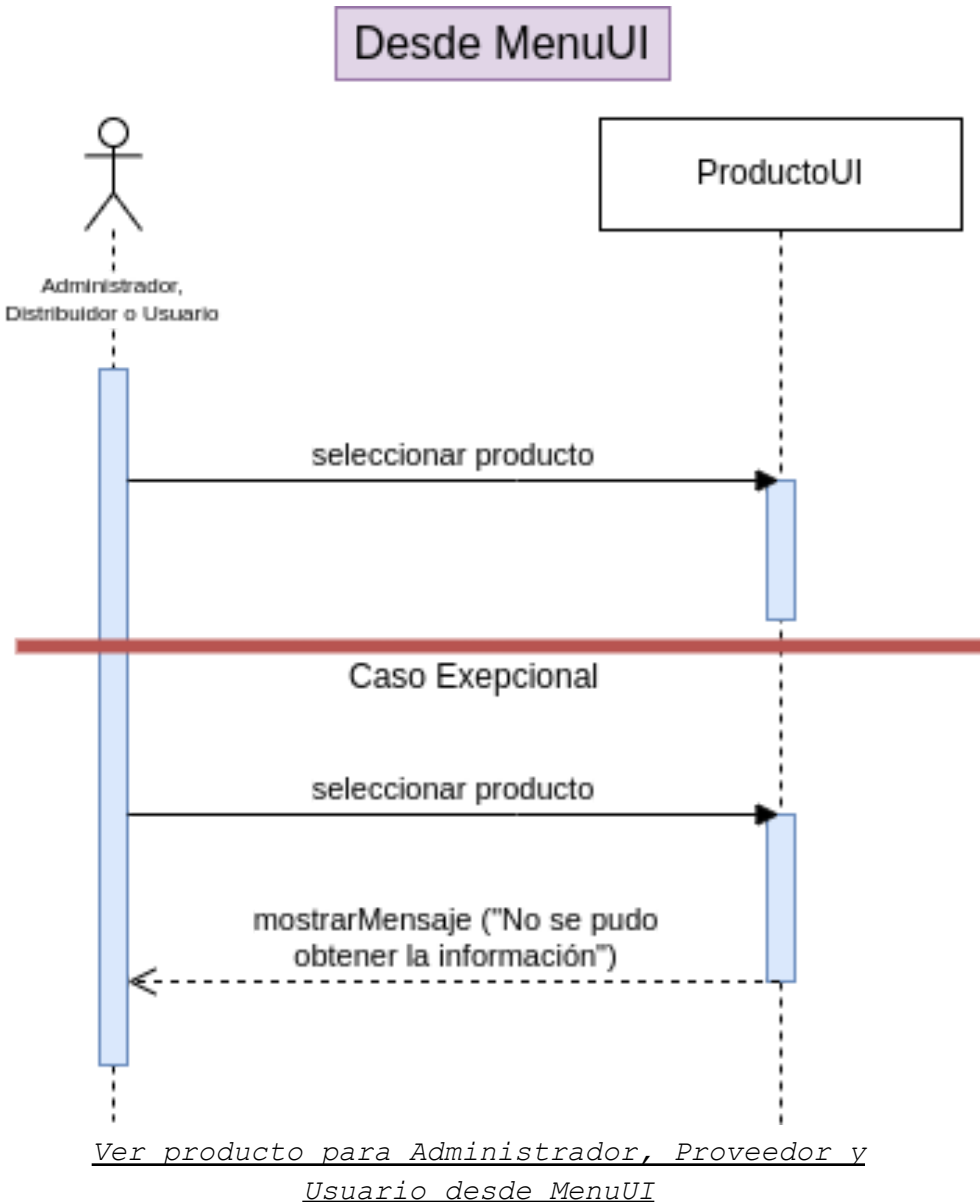 Desde MenuUI
ProductoUI
Administrador,
Distribuidor o Usuario
seleccionar producto
Caso Exepcional
seleccionar producto
mostrarMensaje ("No se pudo
obtener la información")
Ver producto para Administrador, Proveedor y
Usuario desde MenuUI